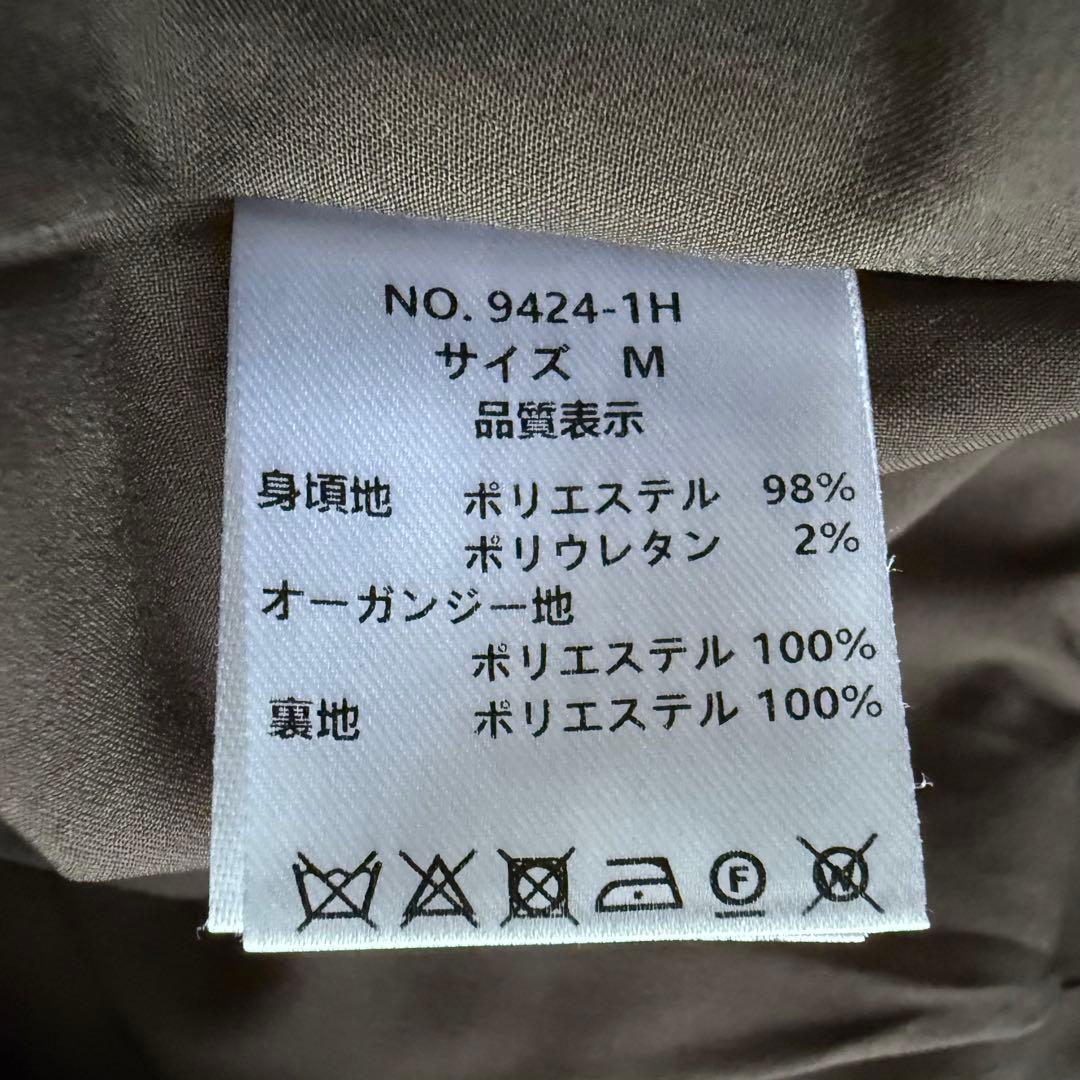 NO. 9424-1H
サイズ M
品質表示
身頃地 ポリエステル 98%
ポリウレタン 2%
オーガンジー地
ポリエステル 100%
裏地 ポリエステル 100%
F W